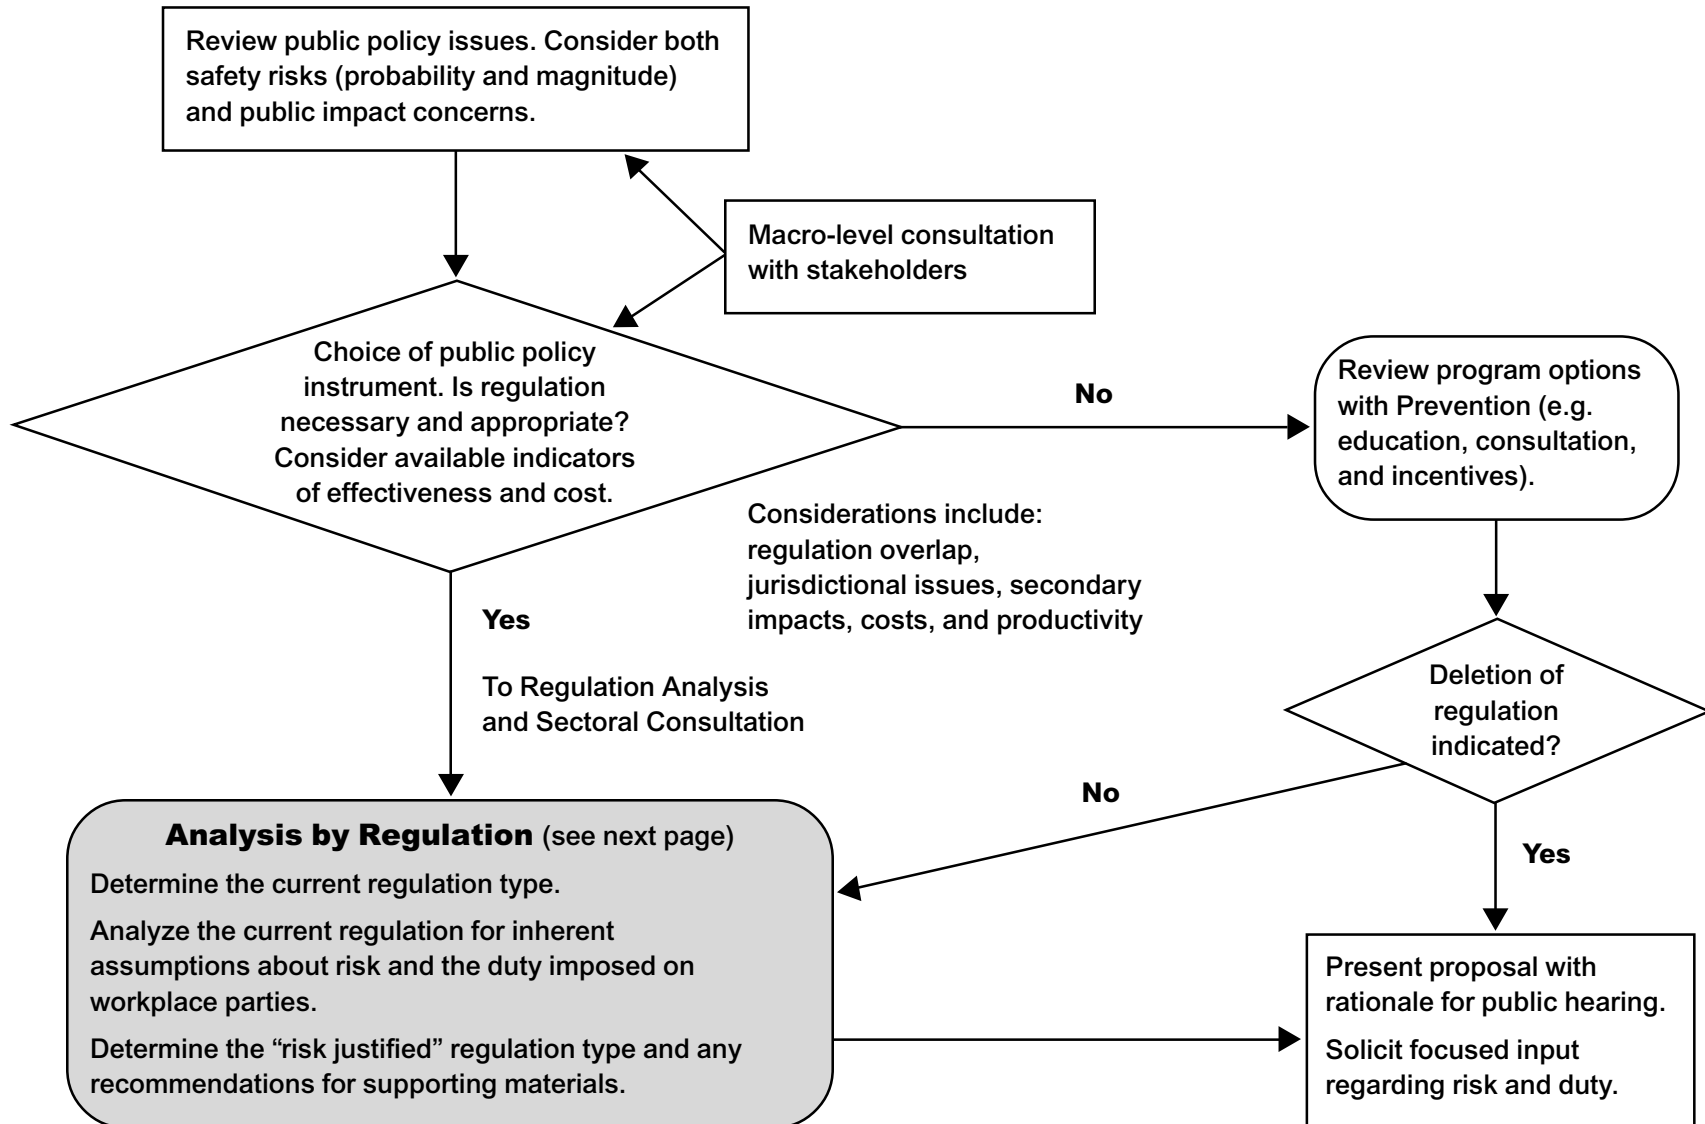 Review public policy issues. Consider both
safety risks (probability and magnitude)
and public impact concerns.
Macro-level consultation
with stakeholders
Choice of public policy
instrument. Is regulation
necessary and appropriate?
Consider available indicators
of effectiveness and cost.
No
Review program options
with Prevention (e.g.
education, consultation,
and incentives).
Considerations include:
regulation overlap,
jurisdictional issues, secondary
impacts, costs, and productivity
Yes
To Regulation Analysis
and Sectoral Consultation
Deletion of
regulation
indicated?
No
Yes
Analysis by Regulation (see next page)
Determine the current regulation type.
Analyze the current regulation for inherent
assumptions about risk and the duty imposed on
workplace parties.
Determine the “risk justified” regulation type and any
recommendations for supporting materials.
Present proposal with
rationale for public hearing.
Solicit focused input
regarding risk and duty.